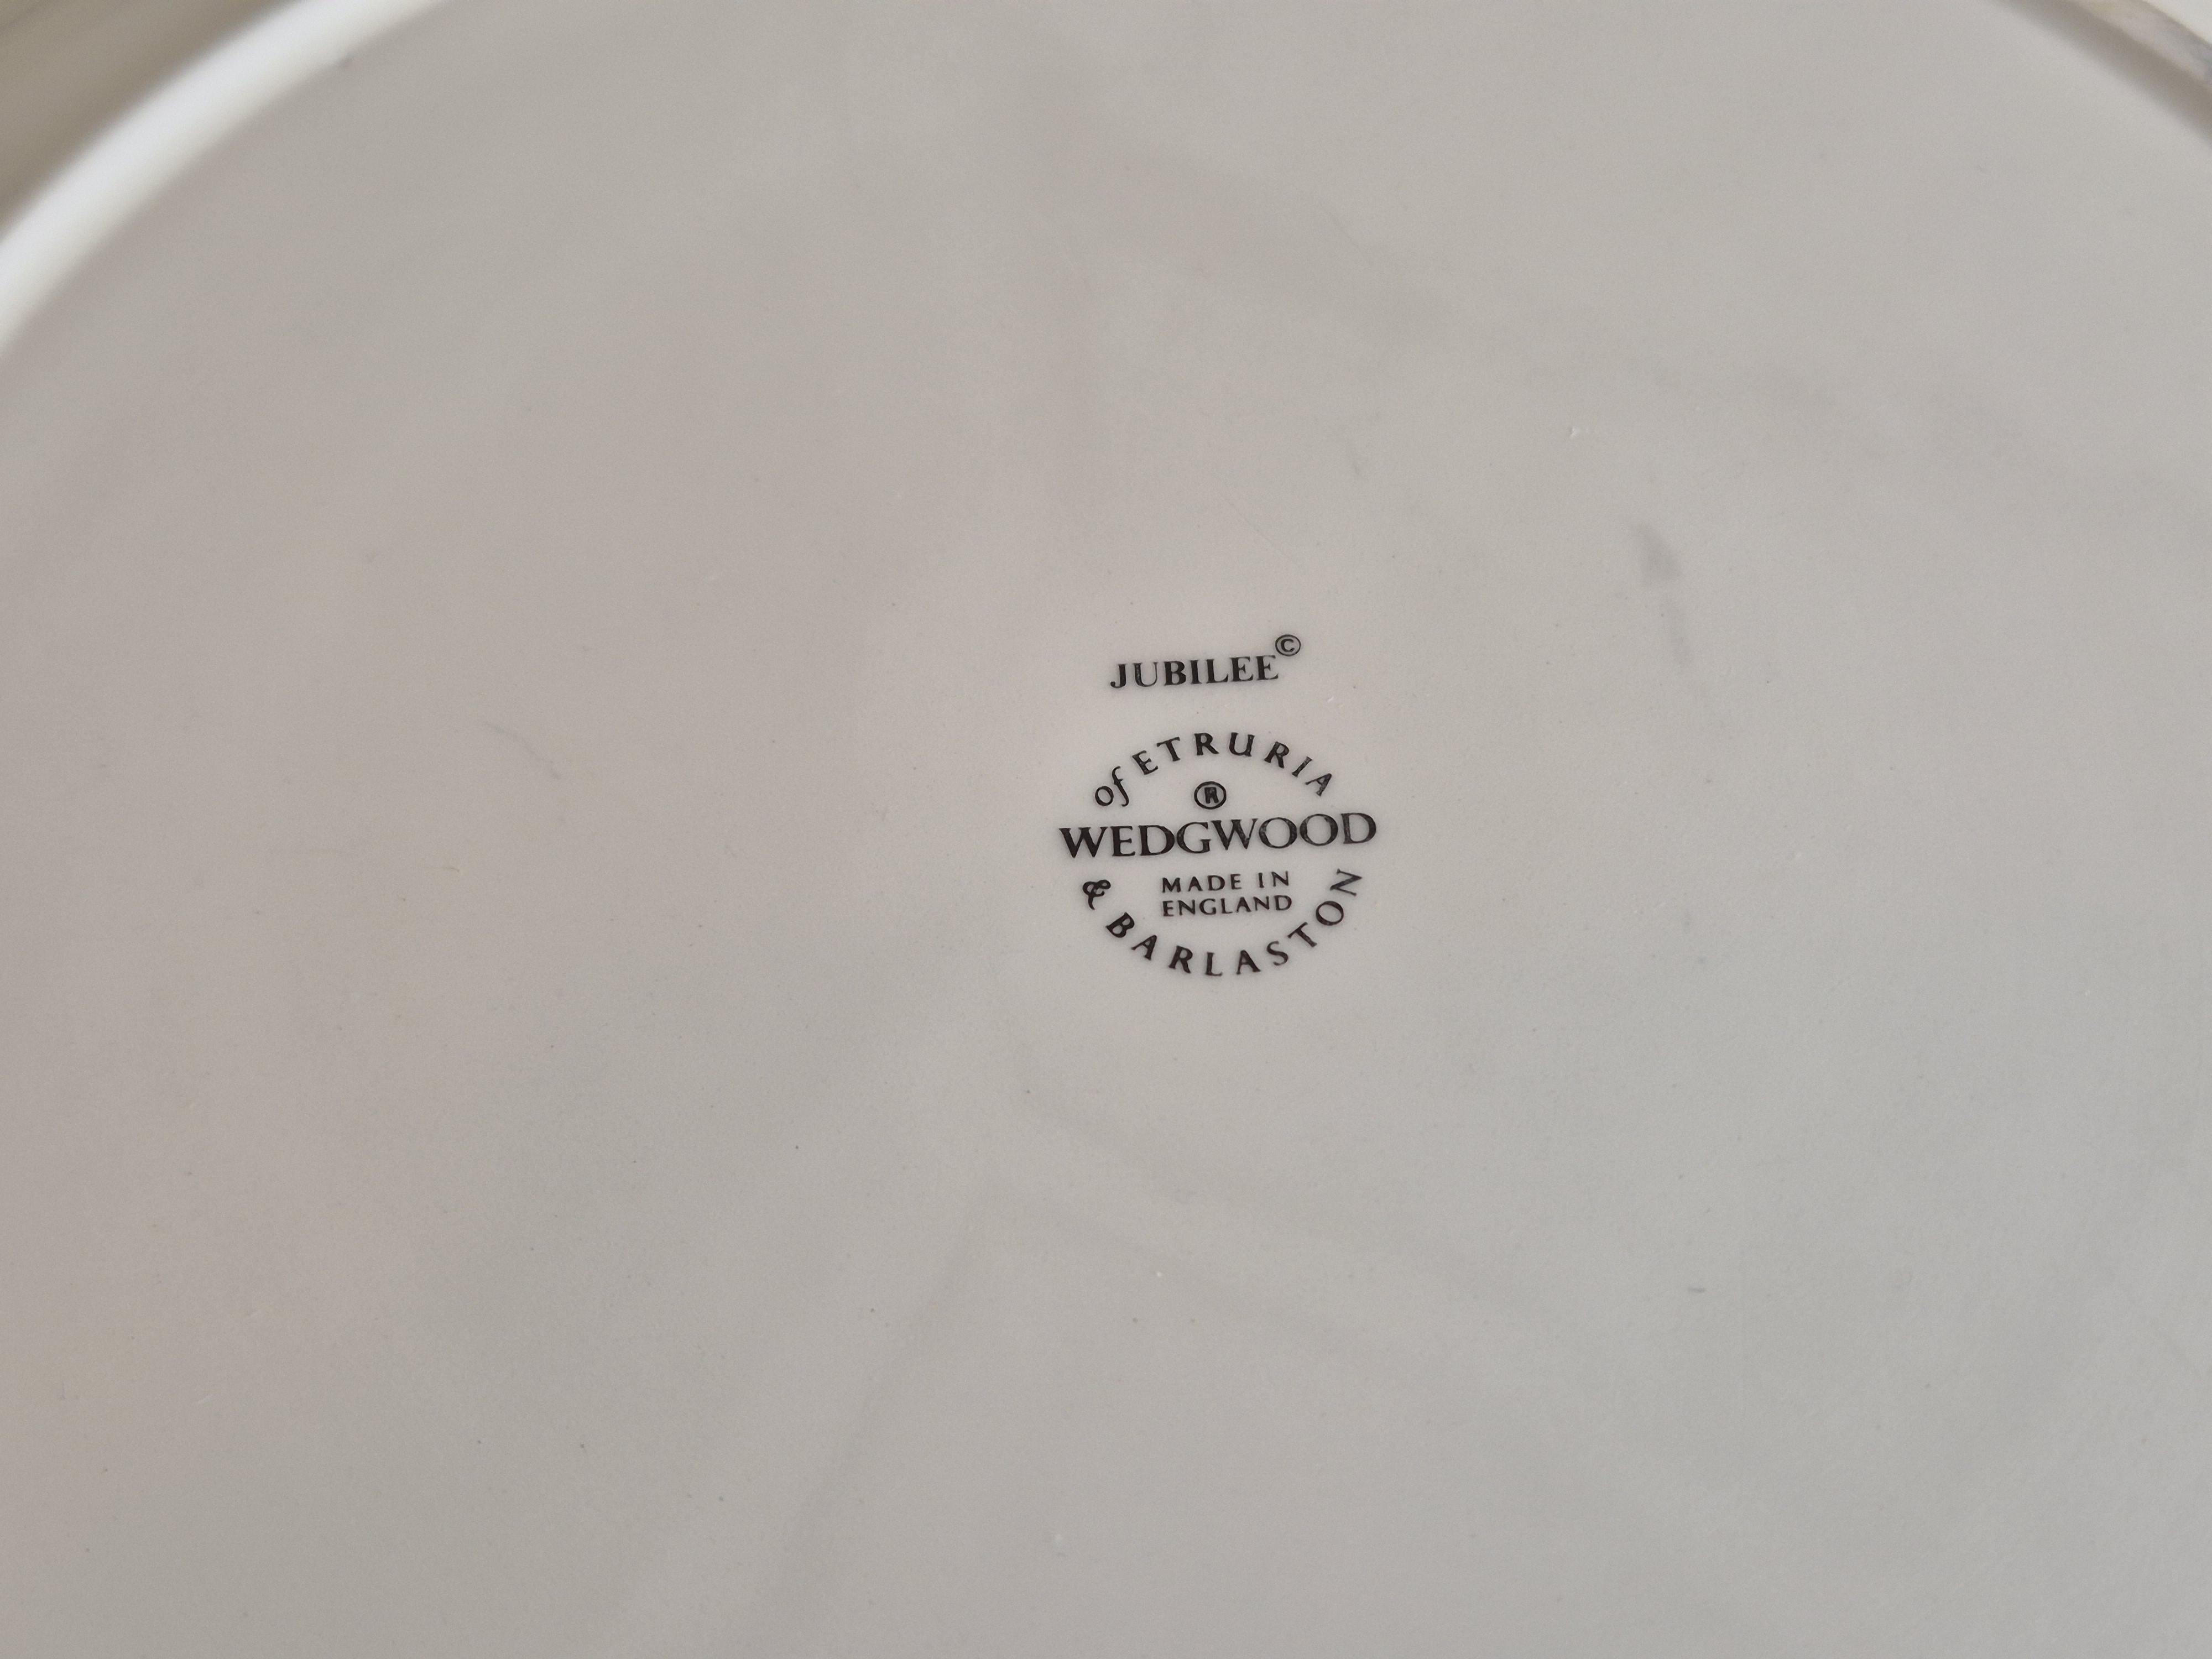 JUBILEE©
of ETRURIA
®
WEDGWOOD
MADE IN
ENGLAND
& BARLASTON